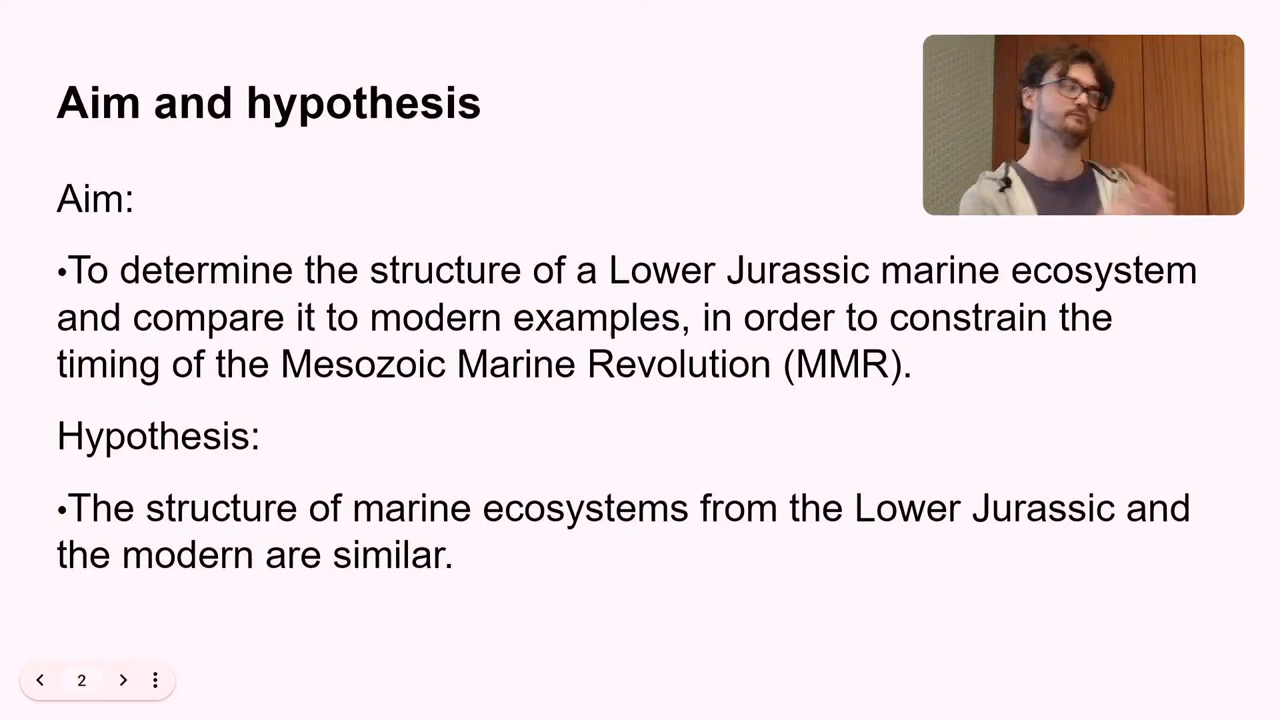 Aim and hypothesis
Aim:
•To determine the structure of a Lower Jurassic marine ecosystem
and compare it to modern examples, in order to constrain the
timing of the Mesozoic Marine Revolution (MMR).
Hypothesis:
•The structure of marine ecosystems from the Lower Jurassic and
the modern are similar.
2